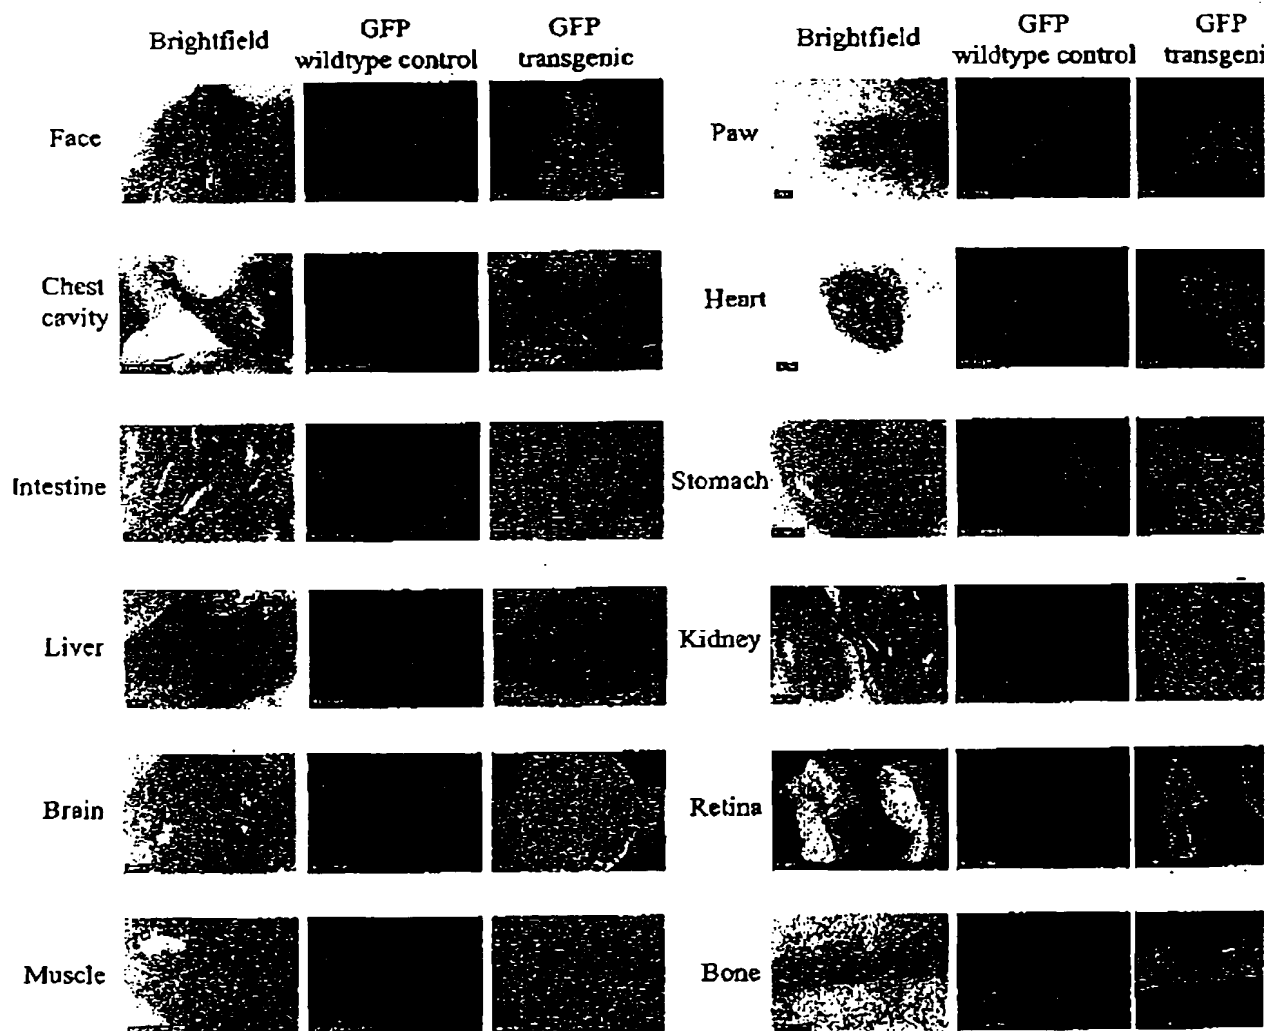 Brightfield
GFP
wildtype control
GFP
transgenic
Brightfield
GFP
wildtype control
GFP
transgeni
Face
Paw
Chest
cavity
Heart
Intestine
Stomach
Liver
Kidney
Brain
Retina
Muscle
Bone